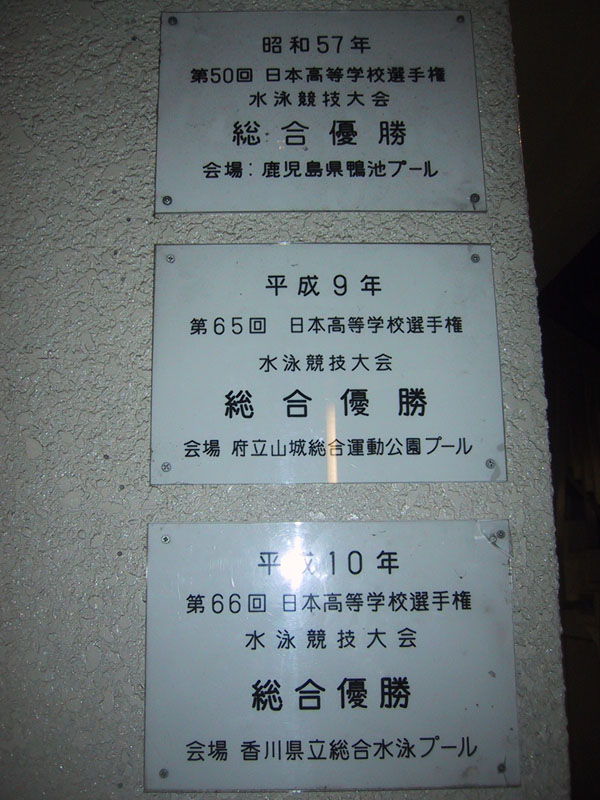 昭和57年
第50回 日本高等学校選手権
水泳競技大会
総合優勝
会場：鹿児島県鴨池プール
平成9年
第65回 日本高等学校選手権
水泳競技大会
総合優勝
会場 府立山城総合運動公園プール
平成10年
第66回 日本高等学校選手権
水泳競技大会
総合優勝
会場 香川県立総合水泳プール